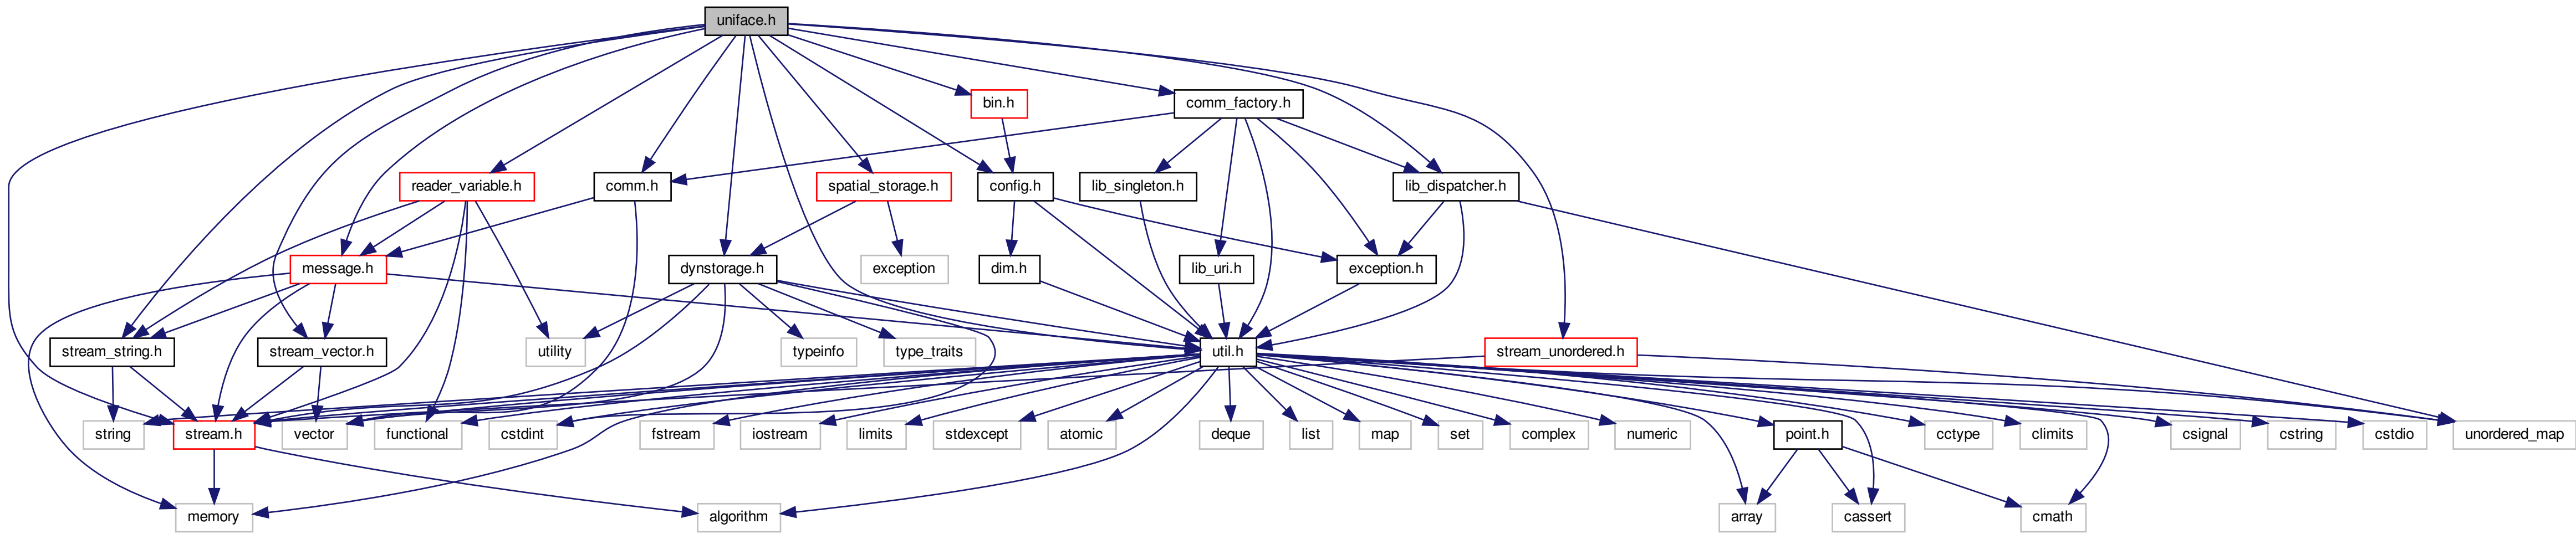 uniface.h
bin.h
comm_factory.h
reader_variable.h
comm.h
spatial_storage.h
config.h
lib_singleton.h
lib_dispatcher.h
message.h
dynstorage.h
exception
dim.h
lib_uri.h
exception.h
stream_string.h
stream_vector.h
utility
typeinfo
type_traits
util.h
stream_unordered.h
string
stream.h
vector
functional
cstdint
fstream
iostream
limits
stdexcept
atomic
deque
list
map
set
complex
numeric
point.h
cctype
climits
csignal
cstring
cstdio
unordered_map
memory
algorithm
array
cassert
cmath